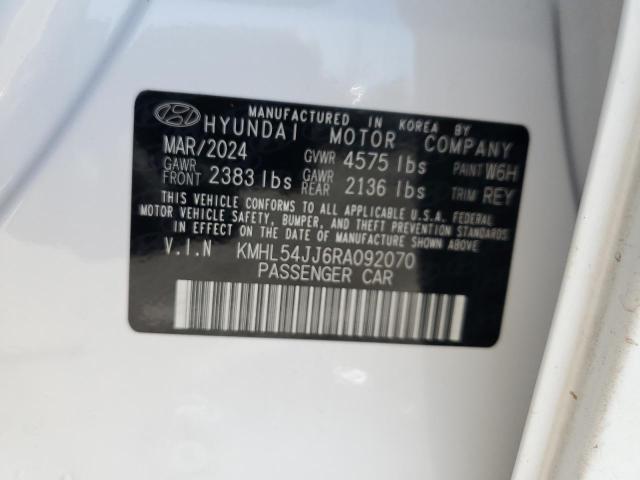 MANUFACTURED IN KOREA BY
HYUNDAI MOTOR COMPANY
MAR/2024 GVWR 4575 lbs PAINT W6H
GAWR FRONT 2383 lbs GAWR REAR 2136 lbs TRIM REY
THIS VEHICLE CONFORMS TO ALL APPLICABLE U.S.A. FEDERAL
MOTOR VEHICLE SAFETY, BUMPER, AND THEFT PREVENTION STANDARDS
IN EFFECT ON THE DATE OF MANUFACTURE SHOWN ABOVE.
V.I.N KMHL54JJ6RA092070
PASSENGER CAR